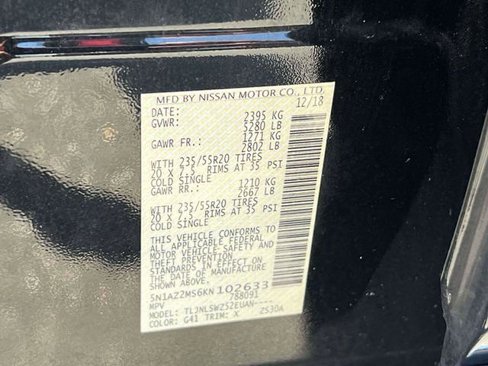 MFD BY NISSAN MOTOR CO., LTD.
DATE: 12/18
GVWR: 2395 KG
5280 LB
GAWR FR.: 1271 KG
2802 LB
WITH 235/55R20 TIRES
20 X 7.5 RIMS AT 35 PSI
COLD SINGLE
GAWR RR.: 1210 KG
2667 LB
WITH 235/55R20 TIRES
20 X 7.5 RIMS AT 35 PSI
COLD SINGLE
THIS VEHICLE CONFORMS TO
ALL APPLICABLE FEDERAL
MOTOR VEHICLE SAFETY AND
THEFT PREVENTION
STANDARDS IN EFFECT ON
THE DATE OF MANUFACTURE
SHOWN ABOVE.
5N1AZ2MS6KN102633
MPV 788091
MODEL: TLJNLSWZ52EUAN-----
COLOR: G41 TRIM: X ZS30A